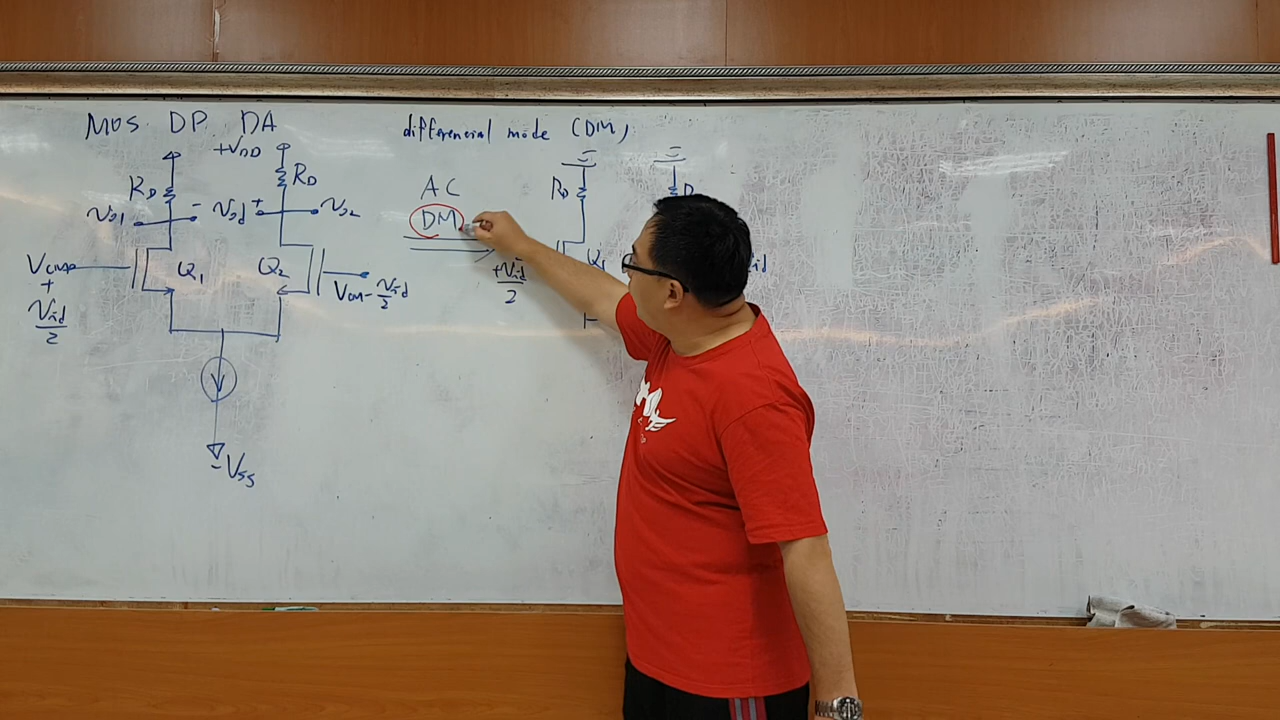 MOS DP DA
differencial mode (DM)
+VDD
RD
RD
vo1
-
vod
+
vo2
VCM
+
vid
2
Q1
Q2
VCM - vid
2
-VSS
AC
DM
+vid
2
RD
Q1